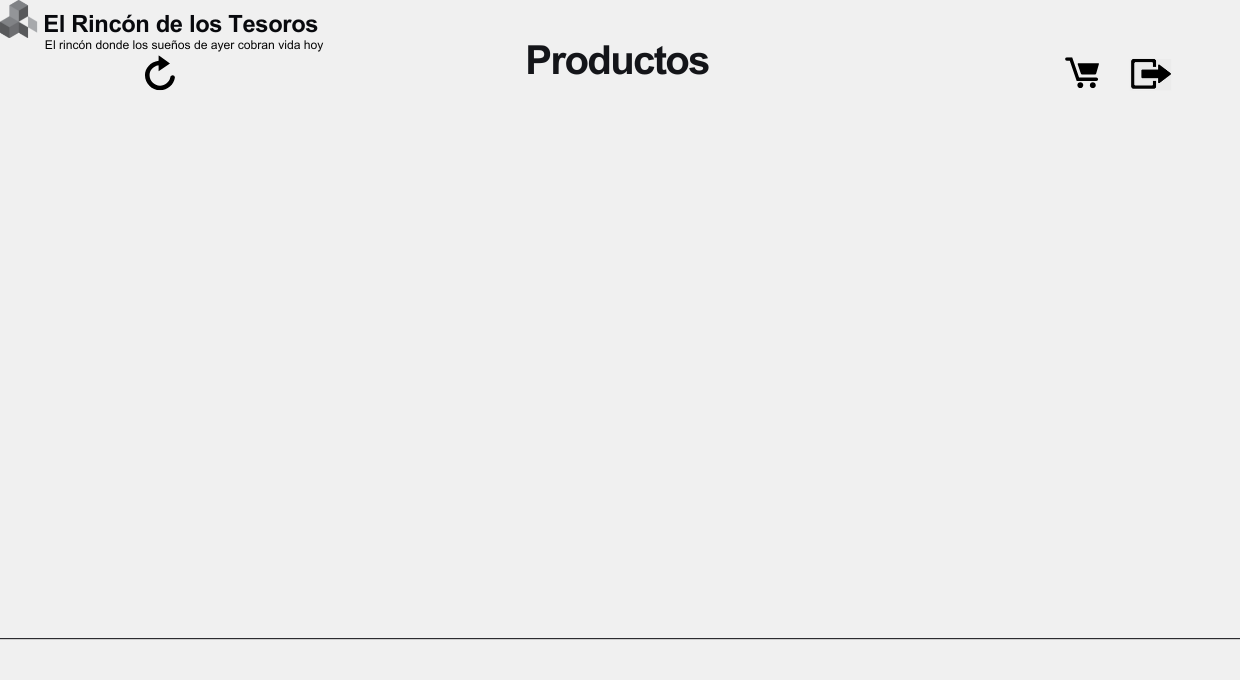 El Rincón de los Tesoros
El rincón donde los sueños de ayer cobran vida hoy
Productos